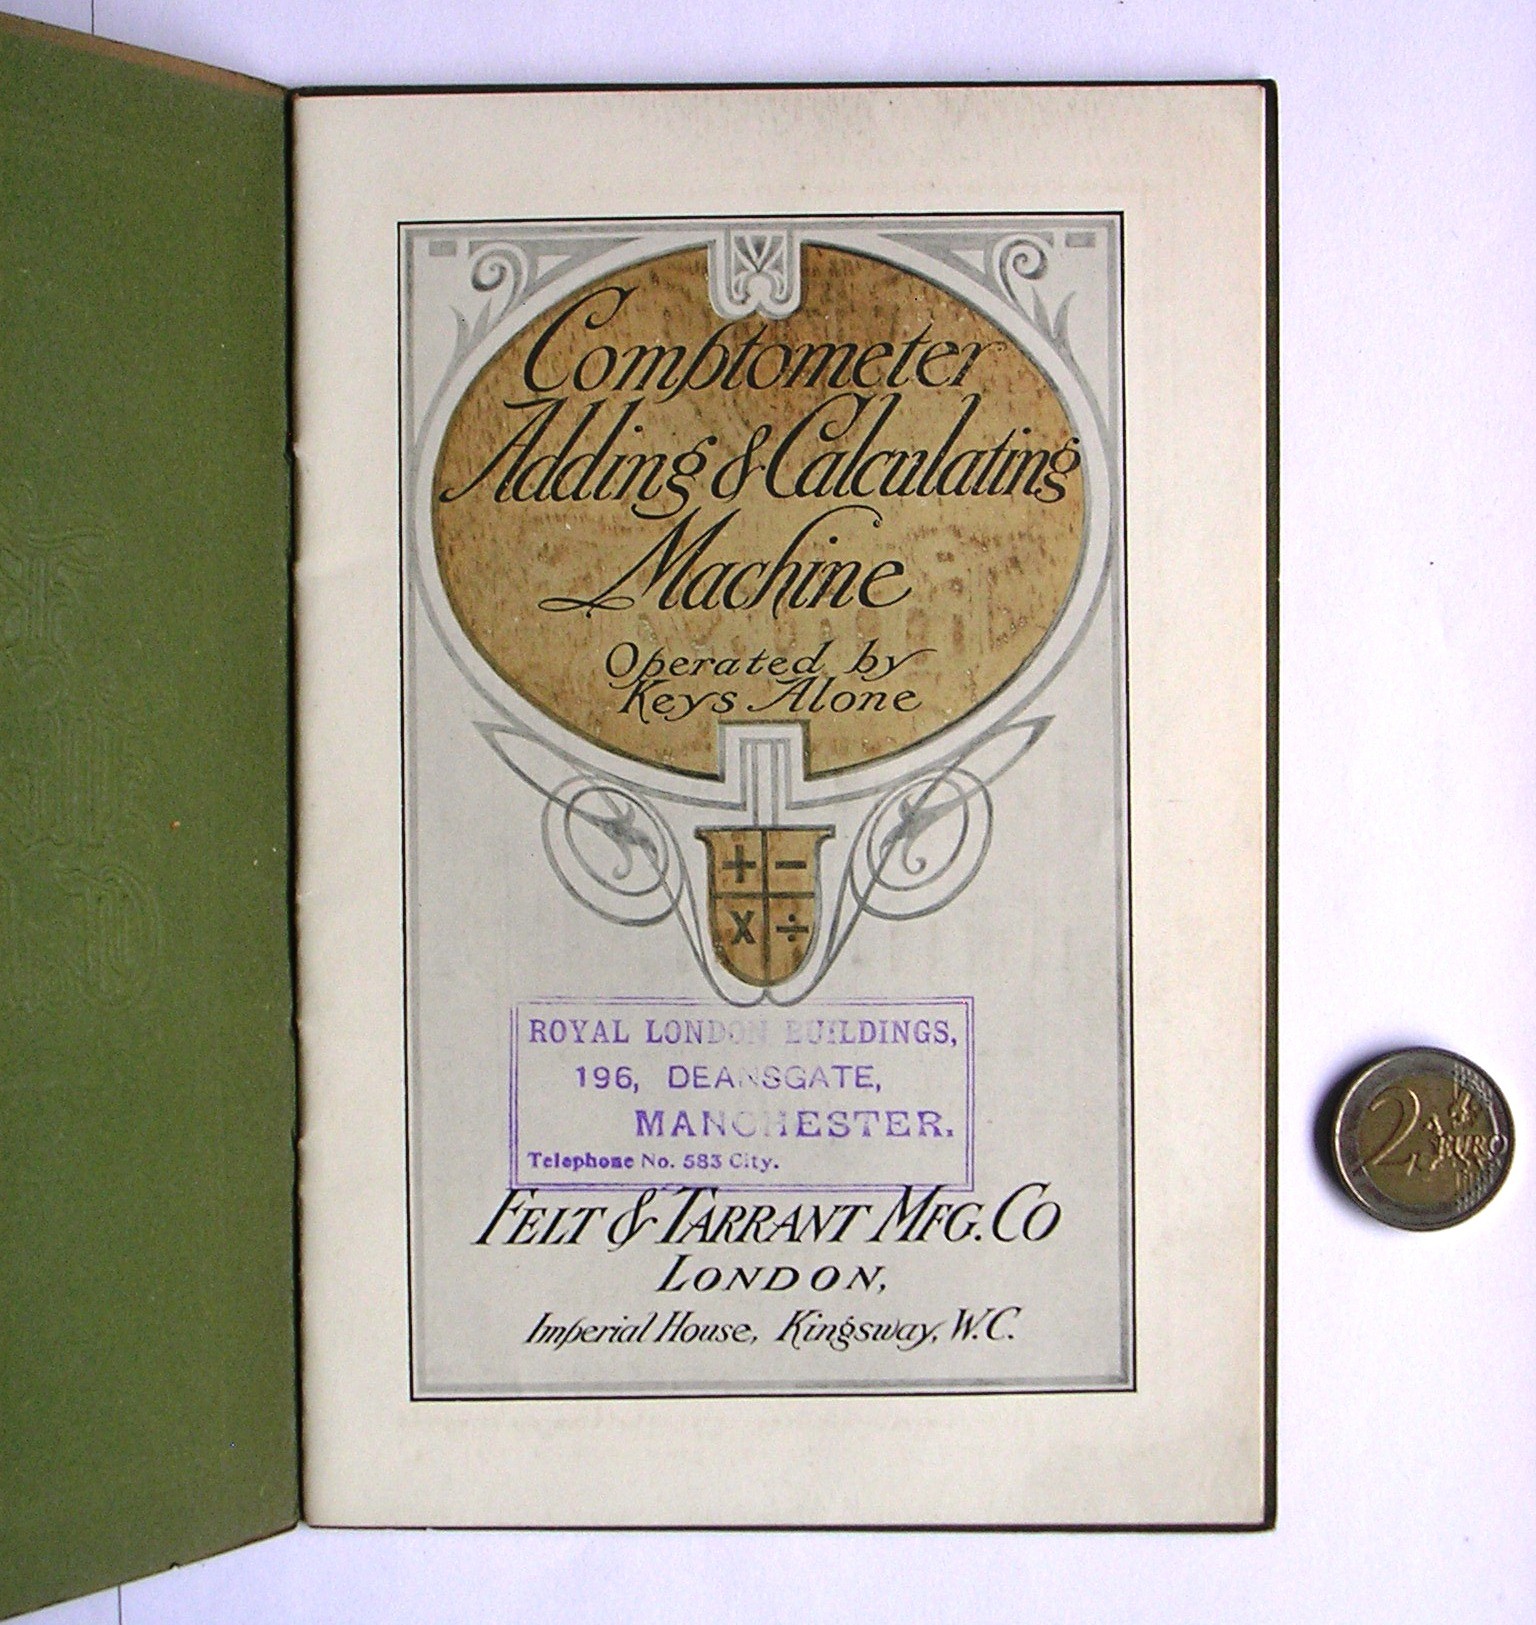 Comptometer
Adding & Calculating
Machine
Operated by
Keys Alone
+ −
x ÷
ROYAL LONDON BUILDINGS,
196, DEANSGATE,
MANCHESTER.
Telephone No. 583 City.
FELT & TARRANT MFG. CO
LONDON,
Imperial House, Kingsway, W.C.
2 EURO